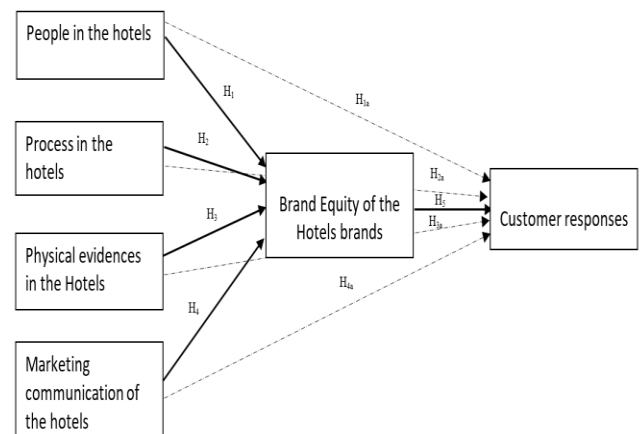 People in the hotels
H1
H1a
Process in the
hotels
H2
H2a
Brand Equity of the
Hotels brands
H5
Customer responses
H3
H3a
Physical evidences
in the Hotels
H4
H4a
Marketing
communication of
the hotels